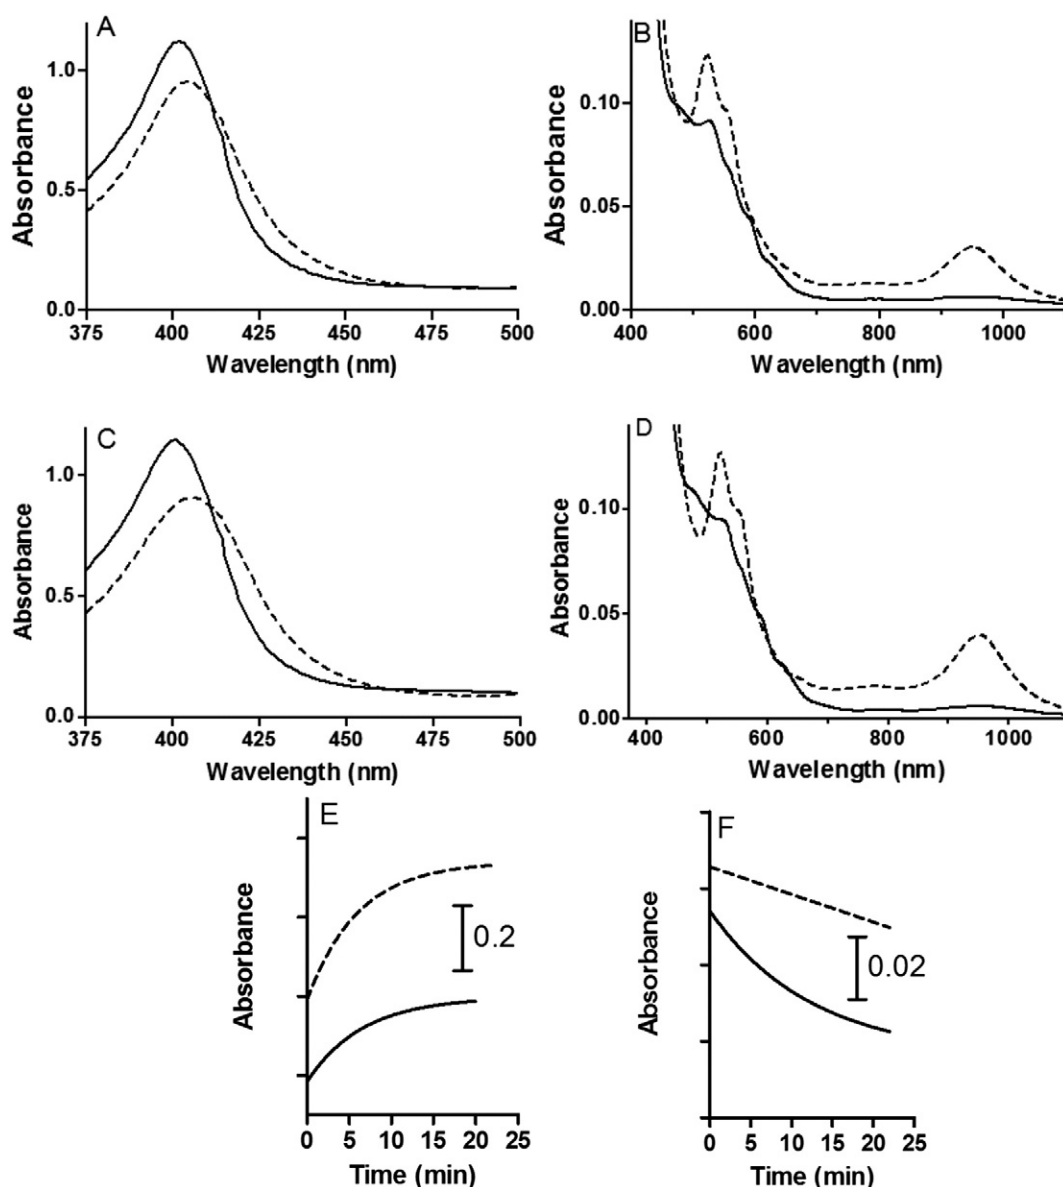 A
1.0
0.5
0.0
Absorbance
375 400 425 450 475 500
Wavelength (nm)
B
0.10
0.05
0.00
Absorbance
400 600 800 1000
Wavelength (nm)
C
1.0
0.5
0.0
Absorbance
375 400 425 450 475 500
Wavelength (nm)
D
0.10
0.05
0.00
Absorbance
400 600 800 1000
Wavelength (nm)
E
0.2
Absorbance
0 5 10 15 20 25
Time (min)
F
0.02
Absorbance
0 5 10 15 20 25
Time (min)